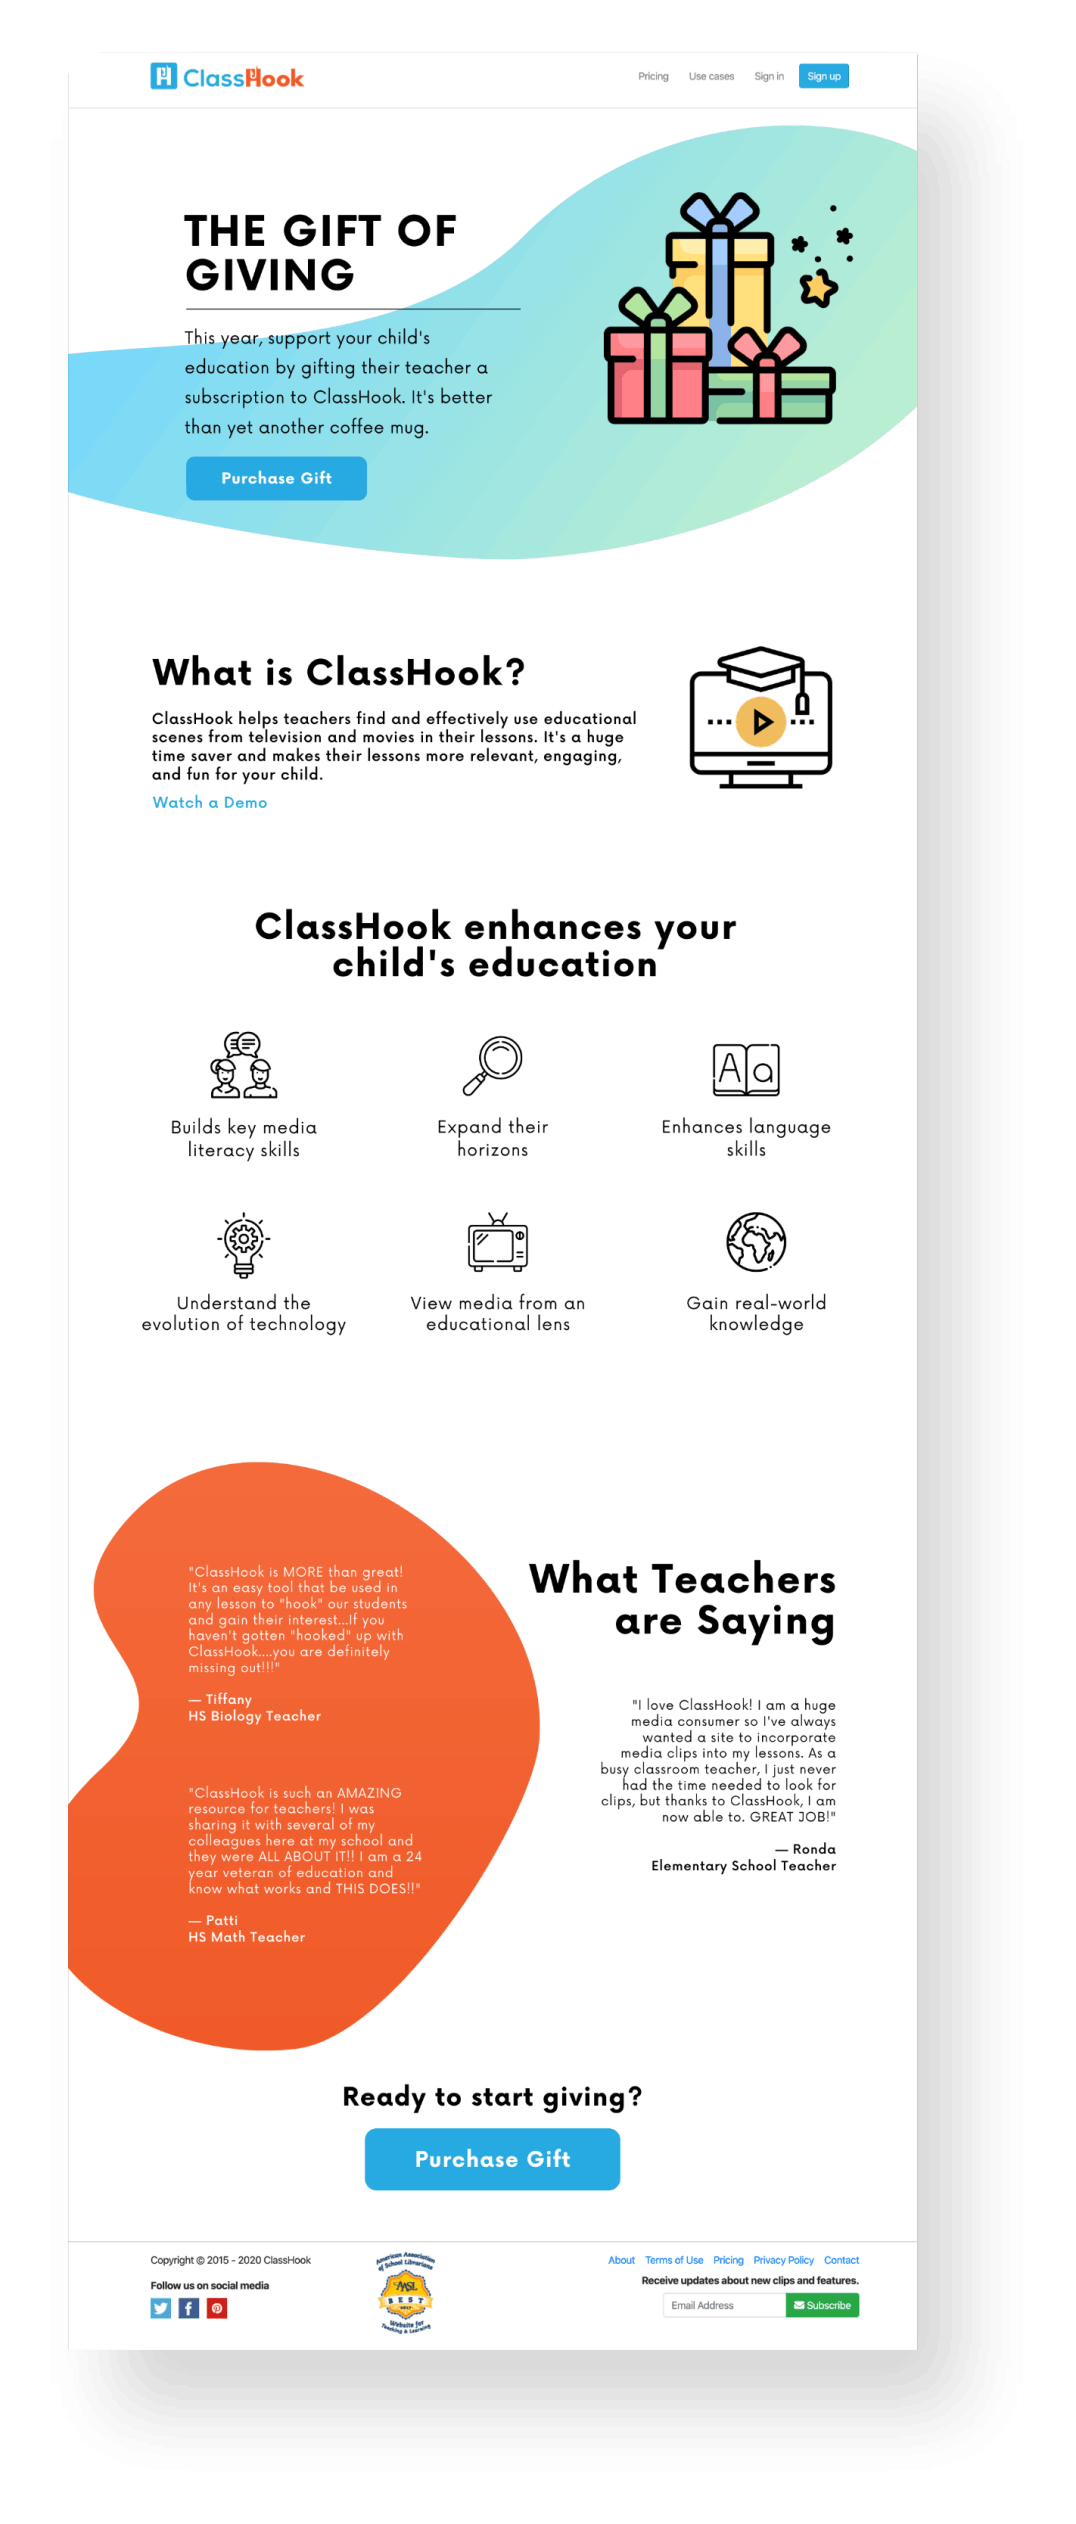 ClassHook
Pricing Use cases Sign in Sign up
THE GIFT OF
GIVING
This year, support your child's
education by gifting their teacher a
subscription to ClassHook. It's better
than yet another coffee mug.
Purchase Gift
What is ClassHook?
ClassHook helps teachers find and effectively use educational
scenes from television and movies in their lessons. It's a huge
time saver and makes their lessons more relevant, engaging,
and fun for your child.
Watch a Demo
ClassHook enhances your
child's education
Aa
Builds key media
literacy skills
Expand their
horizons
Enhances language
skills
Understand the
evolution of technology
View media from an
educational lens
Gain real-world
knowledge
"ClassHook is MORE than great!
It's an easy tool that be used in
any lesson to "hook" our students
and gain their interest...If you
haven't gotten "hooked" up with
ClassHook....you are definitely
missing out!!!"
— Tiffany
HS Biology Teacher
"ClassHook is such an AMAZING
resource for teachers! I was
sharing it with several of my
colleagues here at my school and
they were ALL ABOUT IT!! I am a 24
year veteran of education and
know what works and THIS DOES!!"
— Patti
HS Math Teacher
What Teachers
are Saying
"I love ClassHook! I am a huge
media consumer so I've always
wanted a site to incorporate
media clips into my lessons. As a
busy classroom teacher, I just never
had the time needed to look for
clips, but thanks to ClassHook, I am
now able to. GREAT JOB!"
— Ronda
Elementary School Teacher
Ready to start giving?
Purchase Gift
Copyright © 2015 - 2020 ClassHook
Follow us on social media
American Association
of School Librarians
AASL
BEST
Website for
Teaching & Learning
About Terms of Use Pricing Privacy Policy Contact
Receive updates about new clips and features.
Email Address Subscribe